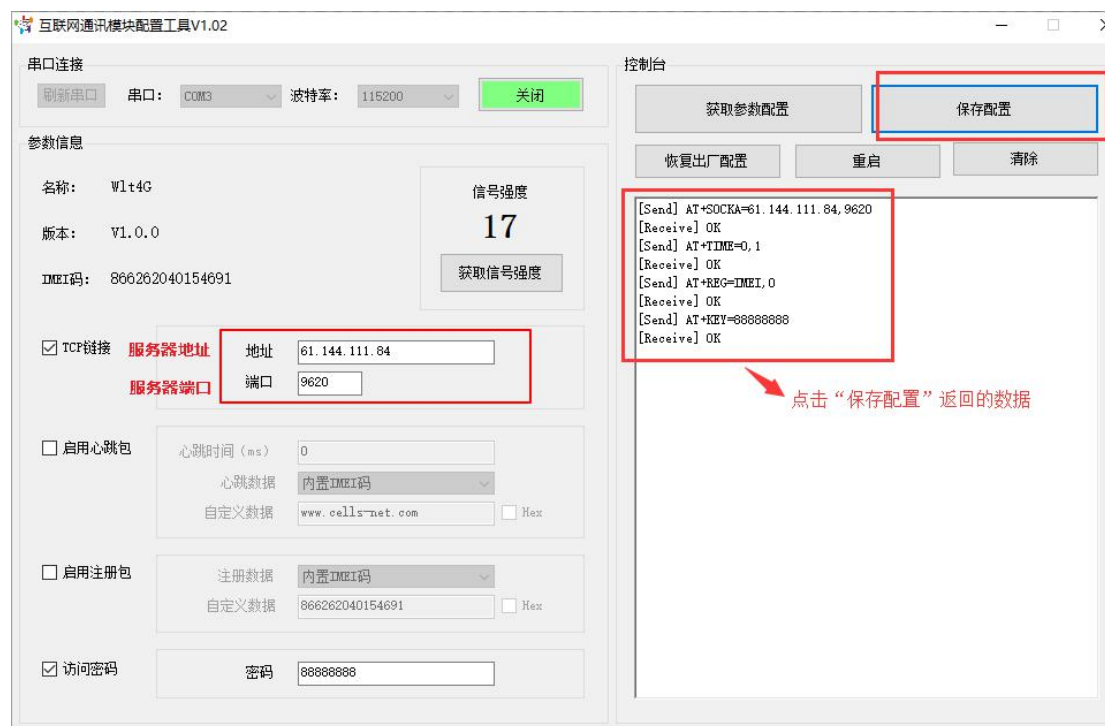 互联网通讯模块配置工具V1.02
串口连接
刷新串口 串口： COM3 波特率： 115200 关闭
参数信息
名称： Wlt4G
版本： V1.0.0
IMEI码： 866262040154691
信号强度
17
获取信号强度
TCP链接 服务器地址 地址 61.144.111.84
服务器端口 端口 9620
启用心跳包 心跳时间（ms） 0
心跳数据 内置IMEI码
自定义数据 www.cells-net.com Hex
启用注册包 注册数据 内置IMEI码
自定义数据 866262040154691 Hex
访问密码 密码 88888888
控制台
获取参数配置 保存配置
恢复出厂配置 重启 清除
[Send] AT+SOCKA=61.144.111.84,9620
[Receive] OK
[Send] AT+TIME=0,1
[Receive] OK
[Send] AT+REG=IMEI,0
[Receive] OK
[Send] AT+KEY=88888888
[Receive] OK
点击“保存配置”返回的数据